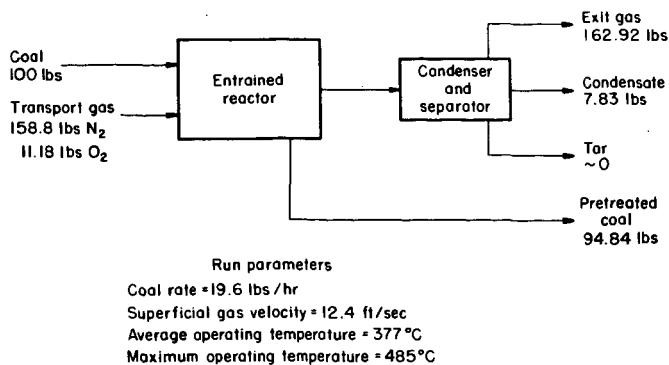 Coal
100 lbs
Transport gas
158.8 lbs N2
11.18 lbs O2
Entrained
reactor
Condenser
and
separator
Exit gas
162.92 lbs
Condensate
7.83 lbs
Tar
~0
Pretreated
coal
94.84 lbs
Run parameters
Coal rate = 19.6 lbs/hr
Superficial gas velocity = 12.4 ft/sec
Average operating temperature = 377°C
Maximum operating temperature = 485°C